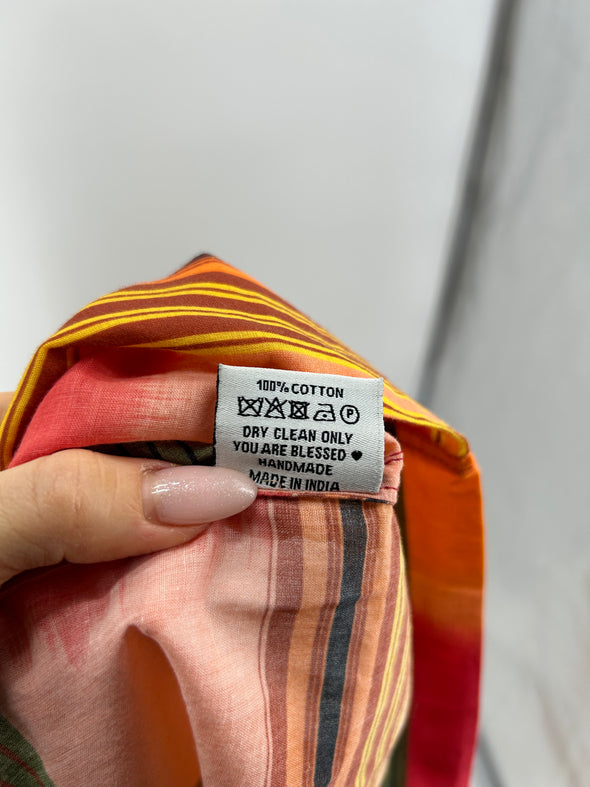 100% COTTON
P
DRY CLEAN ONLY
YOU ARE BLESSED ♥
HANDMADE
MADE IN INDIA